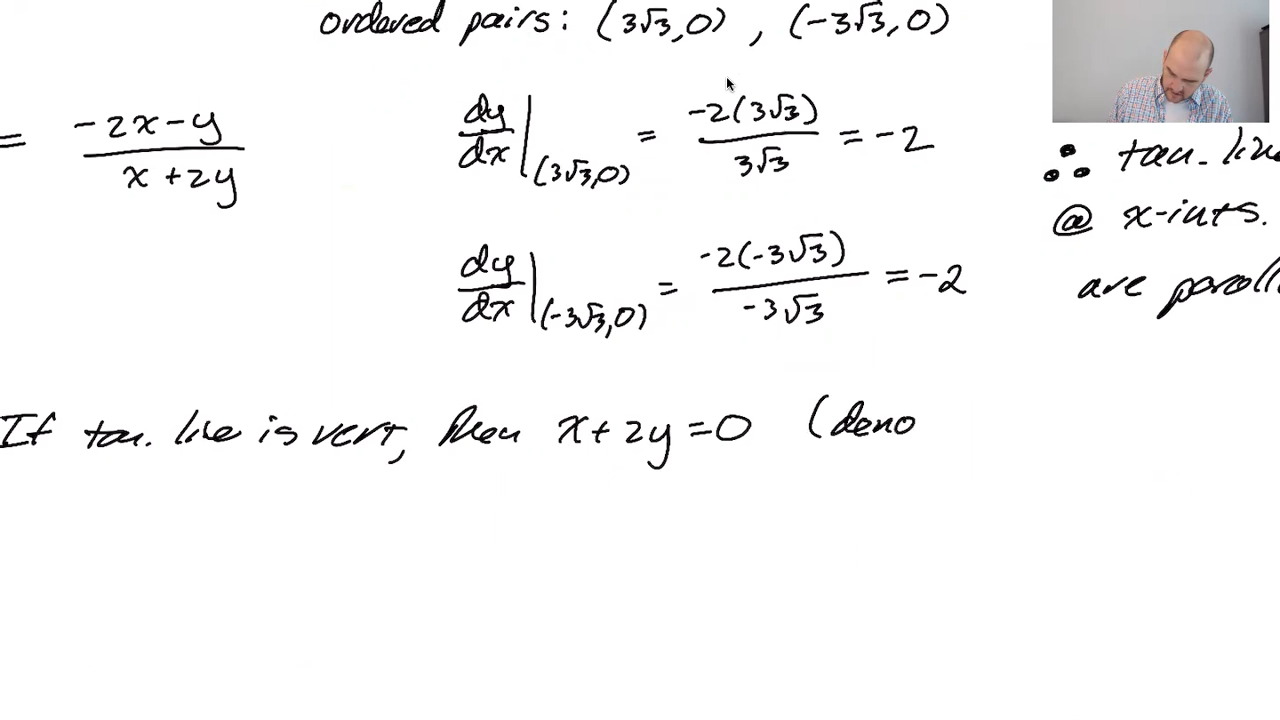 ordered pairs: (3√3,0) , (-3√3,0)
= (-2x-y)/(x+2y)
dy/dx|(3√3,0) = -2(3√3)/3√3 = -2
dy/dx|(-3√3,0) = -2(-3√3)/-3√3 = -2
∴ tan. line
@ x-ints.
are parall
If tan. line is vert, then x+2y=0 (deno